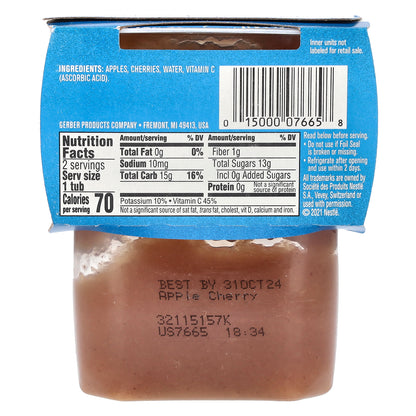 Inner units not
labeled for retail sale.
INGREDIENTS: APPLES, CHERRIES, WATER, VITAMIN C
(ASCORBIC ACID).
0 15000 07665 8
GERBER PRODUCTS COMPANY • FREMONT, MI 49413, USA
Nutrition
Facts
2 servings
Serv size
1 tub
Calories
per serving 70
Amount/serving % DV
Total Fat 0g 0%
Sodium 10mg
Total Carb 15g 16%
Amount/serving % DV
Fiber 1g
Total Sugars 13g
Incl 0g Added Sugars
Protein 0g Not a significant
source of protein
Potassium 10% • Vitamin C 45%
Not a significant source of sat fat, trans fat, cholest, vit D, calcium and iron.
Read below before serving.
• Do not use if Foil Seal
is broken or missing.
• Refrigerate after opening
and use within 2 days.
All trademarks are owned by
Société des Produits Nestlé
S.A., Vevey, Switzerland or
used with permission.
© 2021 Nestlé.
BEST BY 31OCT24
Apple Cherry
32115157K
US7665 18:34